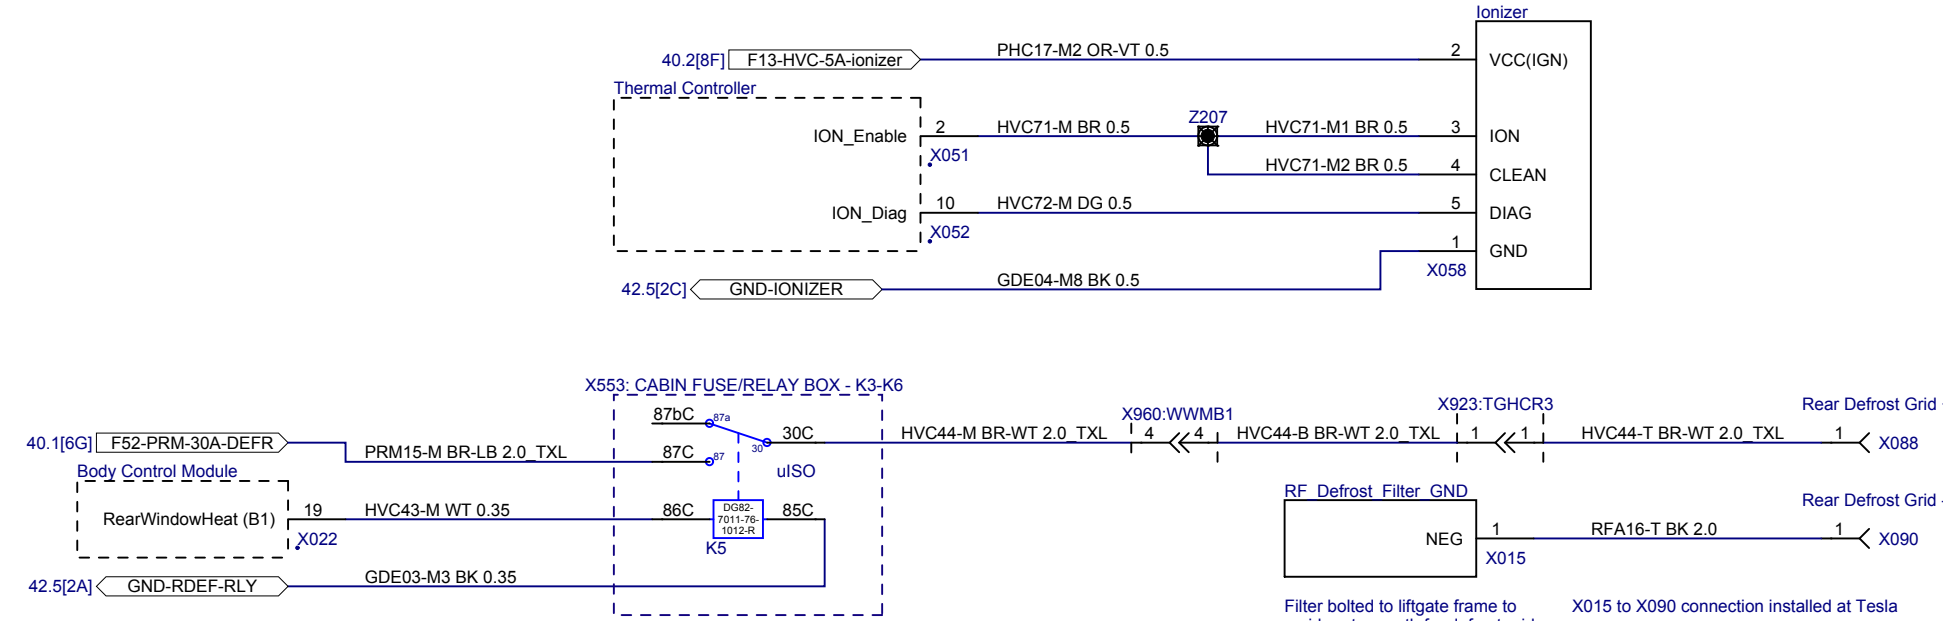 Ionizer
40.2[8F] F13-HVC-5A-ionizer PHC17-M2 OR-VT 0.5 2 VCC(IGN)
Thermal Controller
ION_Enable 2 HVC71-M BR 0.5 Z207 HVC71-M1 BR 0.5 3 ION
X051
HVC71-M2 BR 0.5 4 CLEAN
ION_Diag 10 HVC72-M DG 0.5 5 DIAG
X052
1 GND
X058
42.5[2C] GND-IONIZER GDE04-M8 BK 0.5
X553: CABIN FUSE/RELAY BOX - K3-K6
87bC 87a
30C 30 HVC44-M BR-WT 2.0_TXL X960:WWMB1 4 4 HVC44-B BR-WT 2.0_TXL X923:TGHCR3 1 1 HVC44-T BR-WT 2.0_TXL 1 X088
Rear Defrost Grid
40.1[6G] F52-PRM-30A-DEFR PRM15-M BR-LB 2.0_TXL 87C 87
uISO
Body Control Module
RearWindowHeat (B1) 19 HVC43-M WT 0.35 86C DG82-
7011-76-
1012-R
85C
X022
K5
42.5[2A] GND-RDEF-RLY GDE03-M3 BK 0.35
RF_Defrost_Filter_GND
Rear Defrost Grid -
NEG 1 RFA16-T BK 2.0 1 X090
X015
Filter bolted to liftgate frame to
X015 to X090 connection installed at Tesla